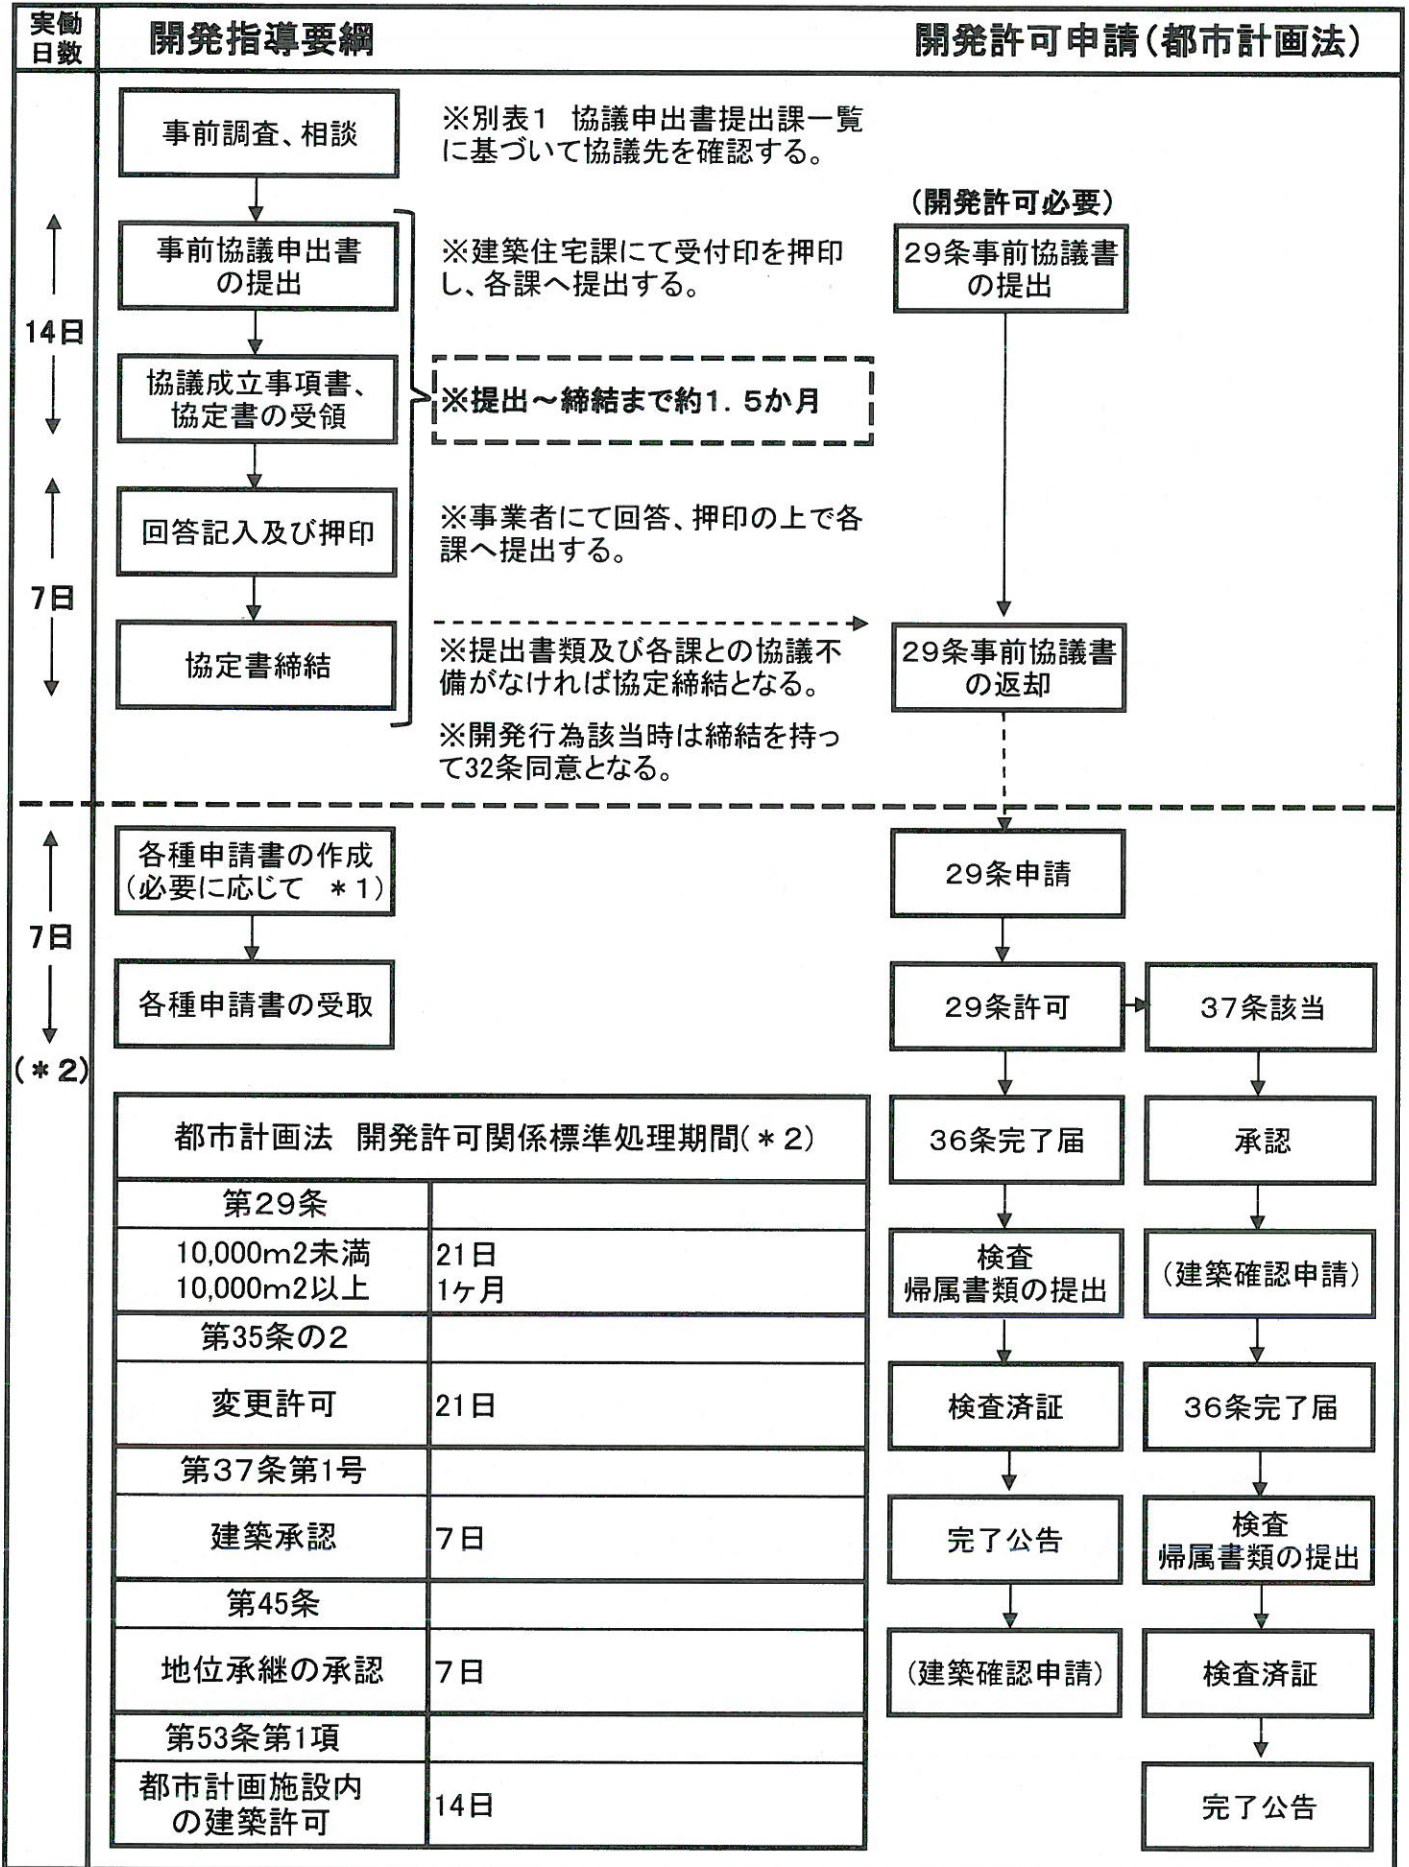 実働
日数
開発指導要綱
開発許可申請(都市計画法)
事前調査、相談
※別表1 協議申出書提出課一覧
に基づいて協議先を確認する。
14日
事前協議申出書
の提出
※建築住宅課にて受付印を押印
し、各課へ提出する。
(開発許可必要)
29条事前協議書
の提出
協議成立事項書、
協定書の受領
※提出~締結まで約1.5か月
7日
回答記入及び押印
※事業者にて回答、押印の上で各
課へ提出する。
協定書締結
※提出書類及び各課との協議不
備がなければ協定締結となる。
※開発行為該当時は締結を持っ
て32条同意となる。
29条事前協議書
の返却
7日
(*2)
各種申請書の作成
(必要に応じて *1)
29条申請
各種申請書の受取
29条許可
37条該当
都市計画法 開発許可関係標準処理期間(*2)
第29条
10,000m2未満 21日
10,000m2以上 1ヶ月
第35条の2
変更許可 21日
第37条第1号
建築承認 7日
第45条
地位承継の承認 7日
第53条第1項
都市計画施設内
の建築許可
14日
36条完了届
検査
帰属書類の提出
検査済証
完了公告
(建築確認申請)
承認
(建築確認申請)
36条完了届
検査
帰属書類の提出
検査済証
完了公告